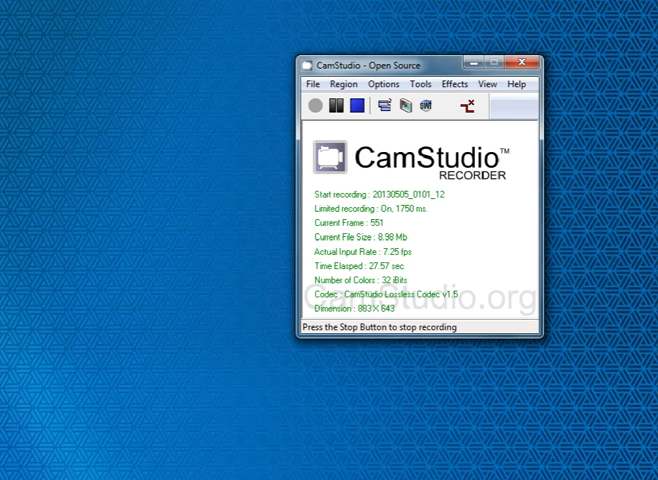 CamStudio - Open Source
File Region Options Tools Effects View Help
SWF
CamStudio™
RECORDER
Start recording : 20130505_0101_12
Limited recording : On, 1750 ms.
Current Frame : 551
Current File Size : 8.98 Mb
Actual Input Rate : 7.25 fps
Time Elasped : 27.57 sec
Number of Colors : 32 iBits
Codec : CamStudio Lossless Codec v1.5
CamStudio.org
Dimension : 883 X 643
Press the Stop Button to stop recording